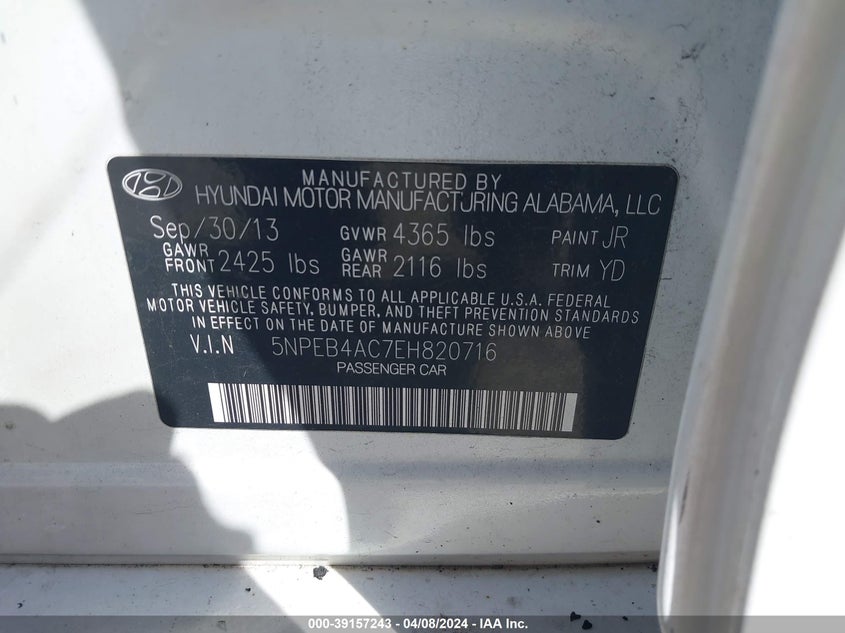 MANUFACTURED BY
HYUNDAI MOTOR MANUFACTURING ALABAMA, LLC
Sep/30/13 GVWR 4365 lbs PAINT JR
GAWR FRONT 2425 lbs GAWR REAR 2116 lbs TRIM YD
THIS VEHICLE CONFORMS TO ALL APPLICABLE U.S.A. FEDERAL
MOTOR VEHICLE SAFETY, BUMPER, AND THEFT PREVENTION STANDARDS
IN EFFECT ON THE DATE OF MANUFACTURE SHOWN ABOVE
V.I.N 5NPEB4AC7EH820716
PASSENGER CAR
000-39157243 - 04/08/2024 - IAA Inc.